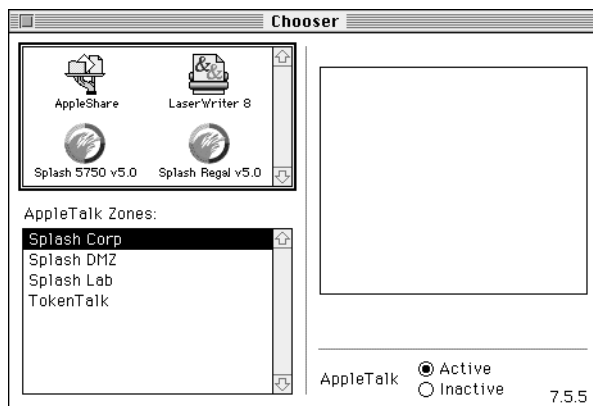 Chooser
AppleShare
LaserWriter 8
Splash 5750 v5.0
Splash Regal v5.0
AppleTalk Zones:
Splash Corp
Splash DMZ
Splash Lab
TokenTalk
AppleTalk
Active
Inactive
7.5.5